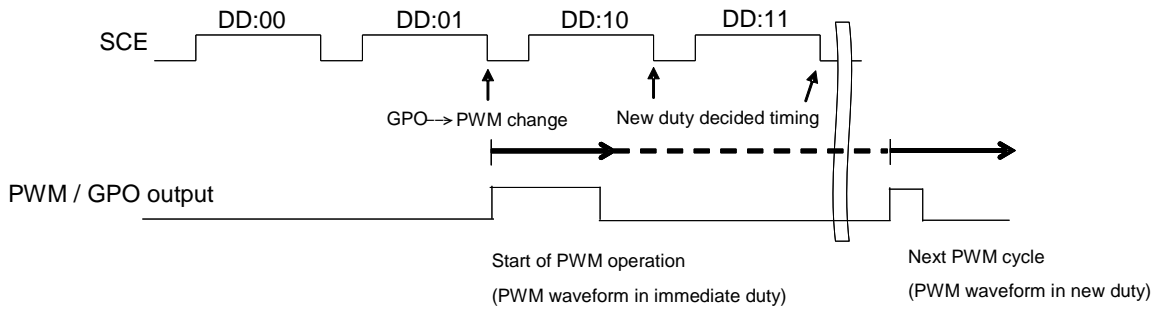 DD:00 DD:01 DD:10 DD:11
SCE
GPO--> PWM change New duty decided timing
PWM / GPO output
Start of PWM operation
(PWM waveform in immediate duty)
Next PWM cycle
(PWM waveform in new duty)